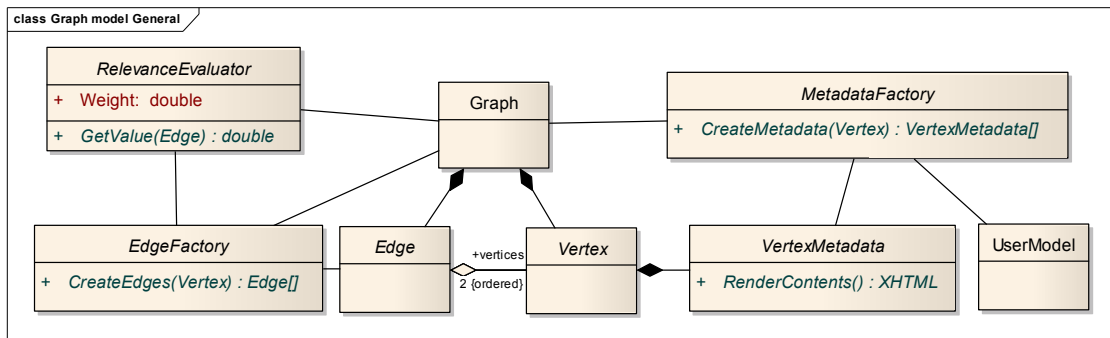 class Graph model General
RelevanceEvaluator
+ Weight: double
+ GetValue(Edge) : double
Graph
MetadataFactory
+ CreateMetadata(Vertex) : VertexMetadata[]
EdgeFactory
+ CreateEdges(Vertex) : Edge[]
Edge
+vertices
2 {ordered}
Vertex
VertexMetadata
+ RenderContents() : XHTML
UserModel